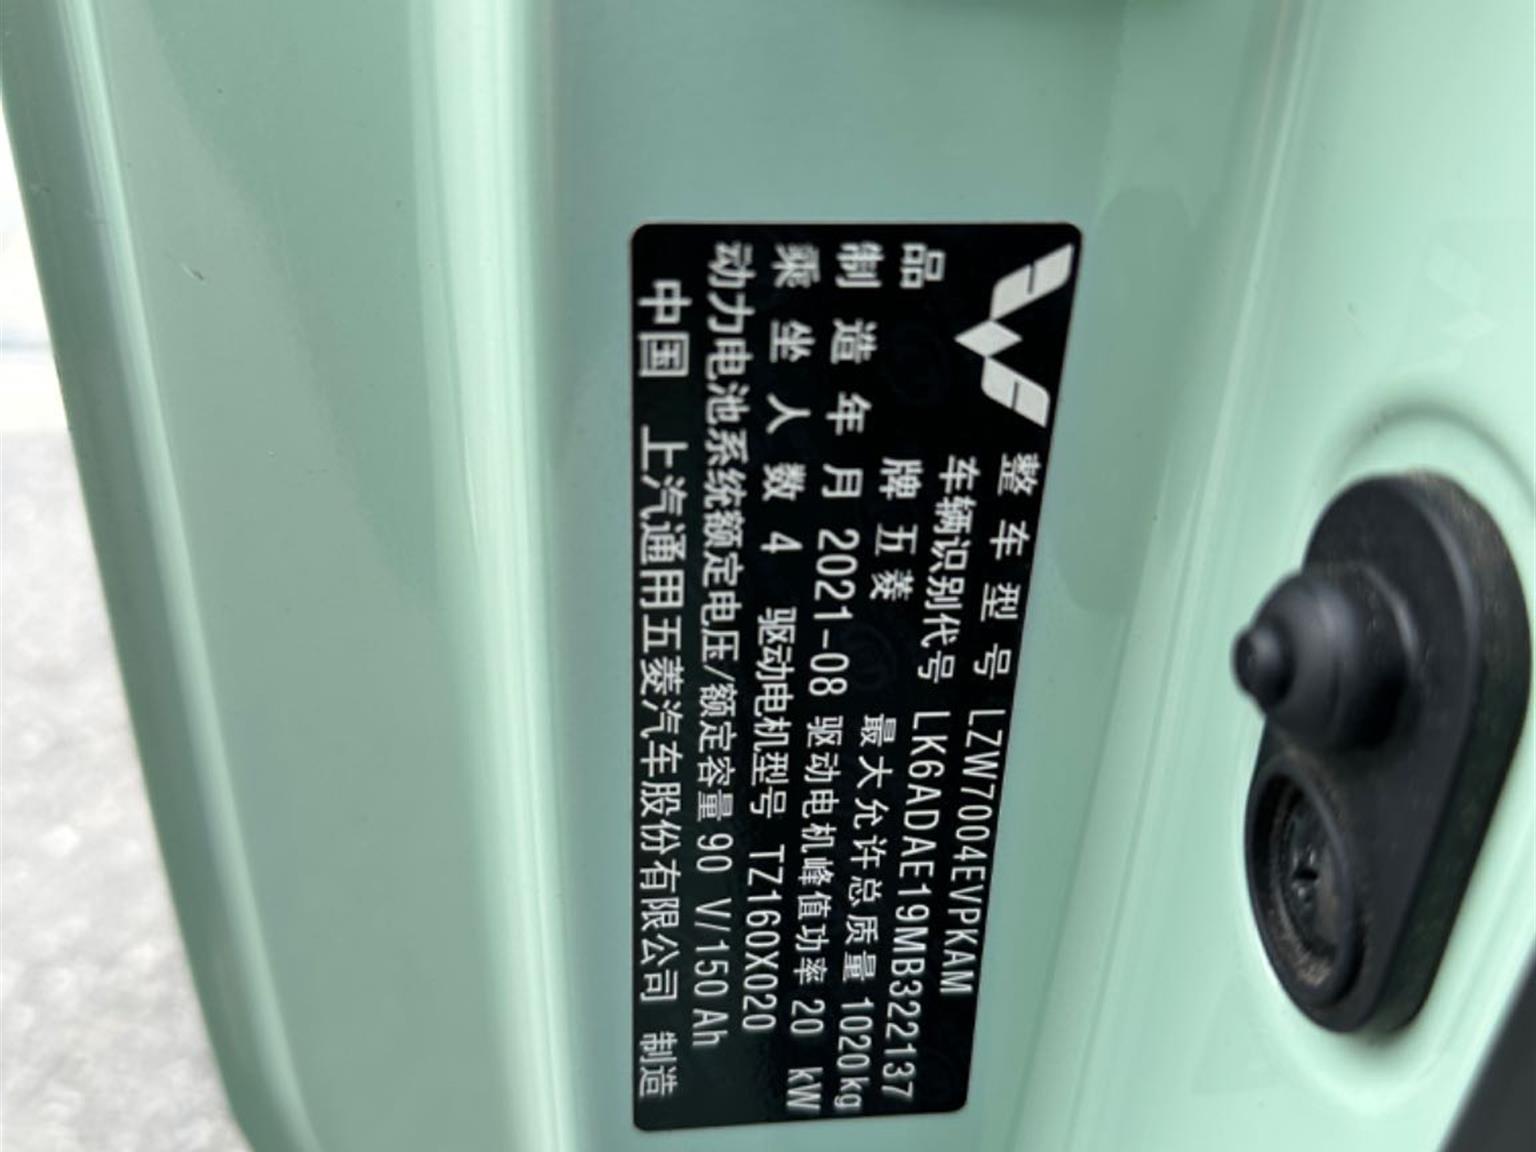 整车型号 LZW7004EVPKAM
车辆识别代号 LK6ADAE19MB322137
品牌 五菱 最大允许总质量 1020kg
制造年月 2021-08 驱动电机峰值功率 20 kW
乘坐人数 4 驱动电机型号 TZ160X020
动力电池系统额定电压/额定容量 90 V/150 Ah
中国 上汽通用五菱汽车股份有限公司 制造